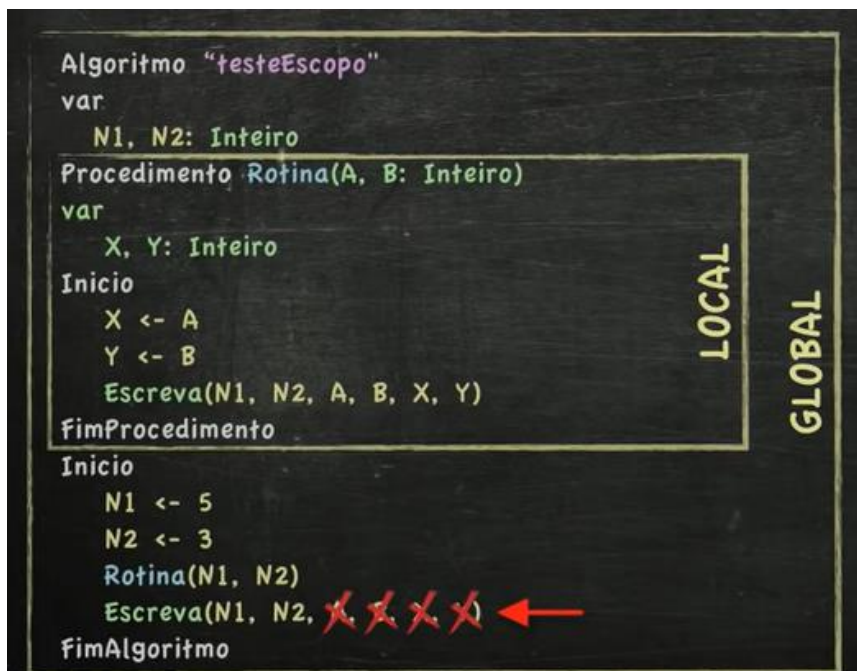 Algoritmo "testeEscopo"
var
N1, N2: Inteiro
Procedimento Rotina(A, B: Inteiro)
var
X, Y: Inteiro
Inicio
X <- A
Y <- B
Escreva(N1, N2, A, B, X, Y)
FimProcedimento
Inicio
N1 <- 5
N2 <- 3
Rotina(N1, N2)
Escreva(N1, N2, )
FimAlgoritmo
LOCAL
GLOBAL